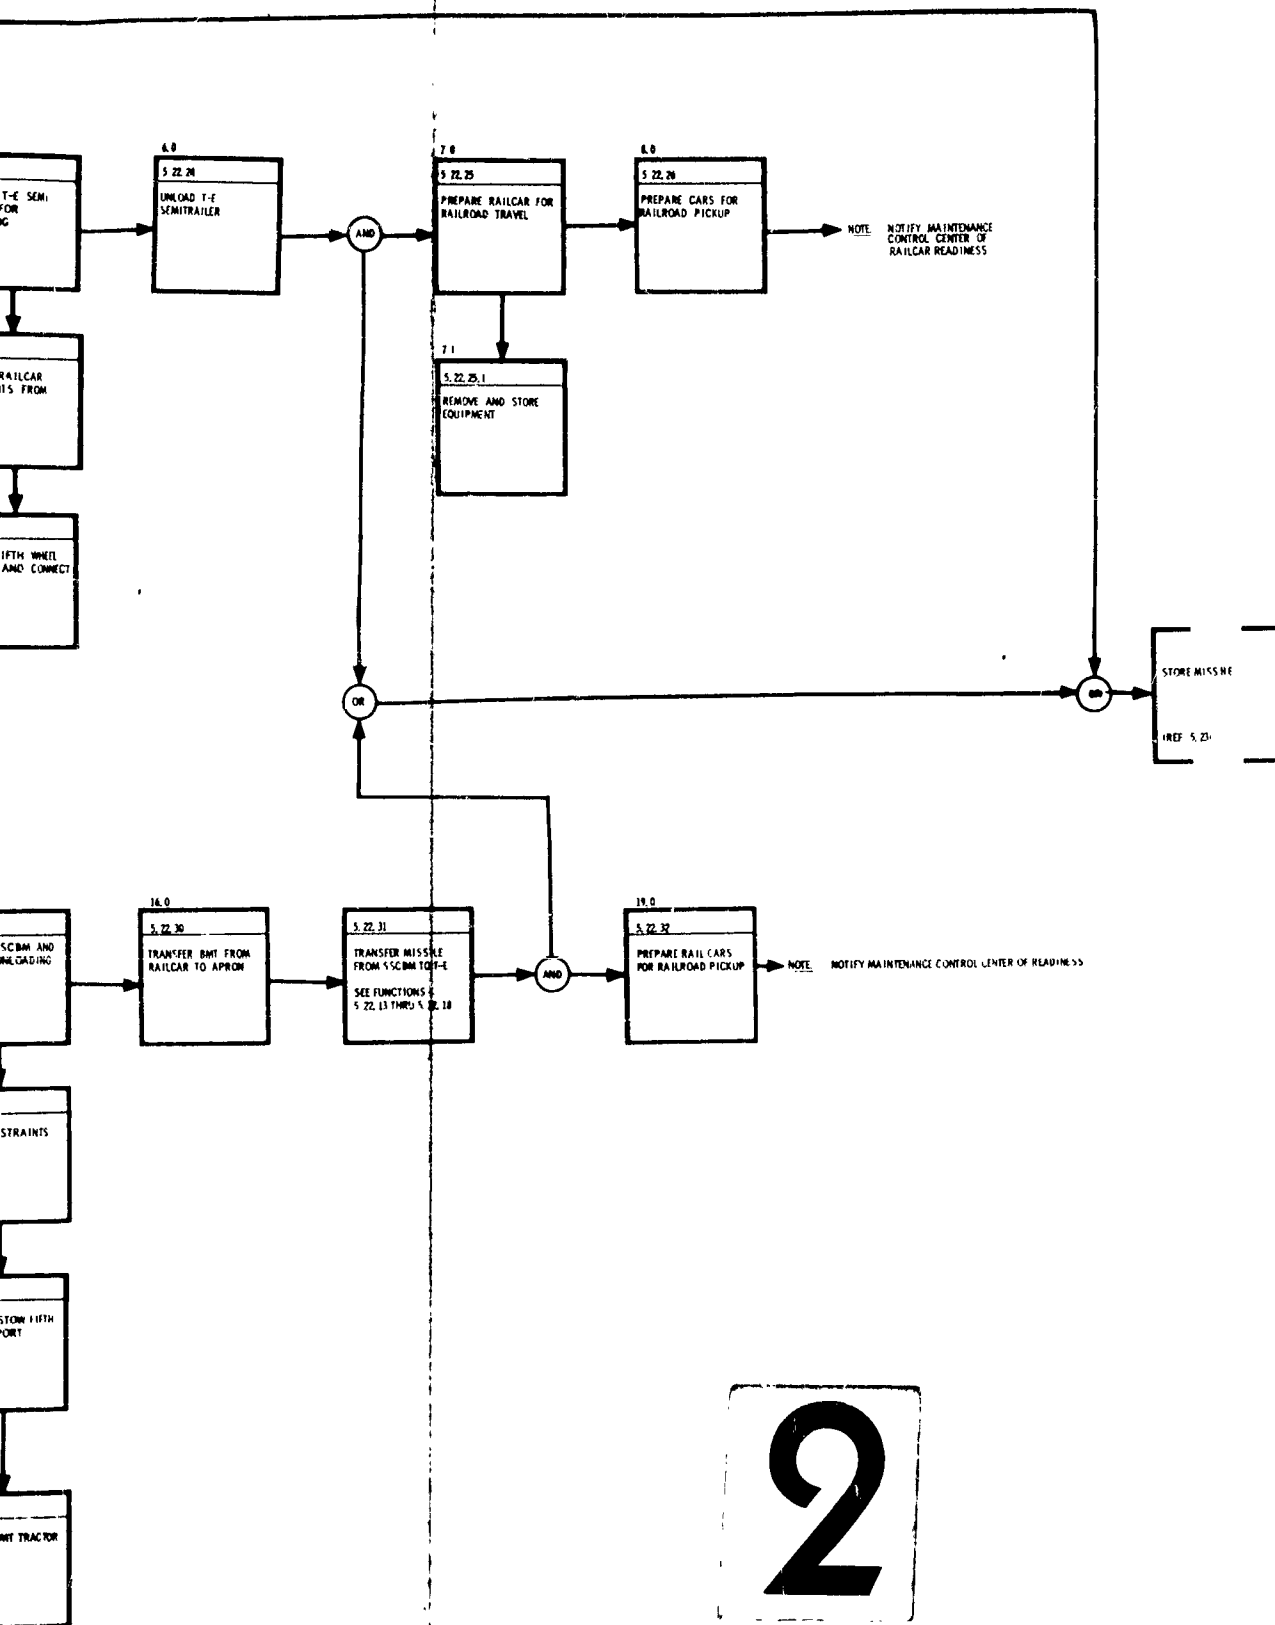 T-E SEMI
FOR
6.0
5.22.24
UNLOAD T-E
SEMITRAILER
AND
7.0
5.22.25
PREPARE RAILCAR FOR
RAILROAD TRAVEL
8.0
5.22.26
PREPARE CARS FOR
RAILROAD PICKUP
NOTE NOTIFY MAINTENANCE
CONTROL CENTER OF
RAILCAR READINESS
RAILCAR
FROM
7.1
5.22.25.1
REMOVE AND STORE
EQUIPMENT
IFTH WHEEL
AND CONNECT
OR
OR
STORE MISSILE
(REF 5.23)
SSCBM AND
UNLOADING
16.0
5.22.30
TRANSFER BMT FROM
RAILCAR TO APRON
5.22.31
TRANSFER MISSILE
FROM SSCBM TO T-E
SEE FUNCTIONS
5.22.13 THRU 5.22.18
AND
19.0
5.22.32
PREPARE RAIL CARS
FOR RAILROAD PICKUP
NOTE NOTIFY MAINTENANCE CONTROL CENTER OF READINESS
STRAINTS
STOW FIFTH
PORT
BMT TRACTOR
2